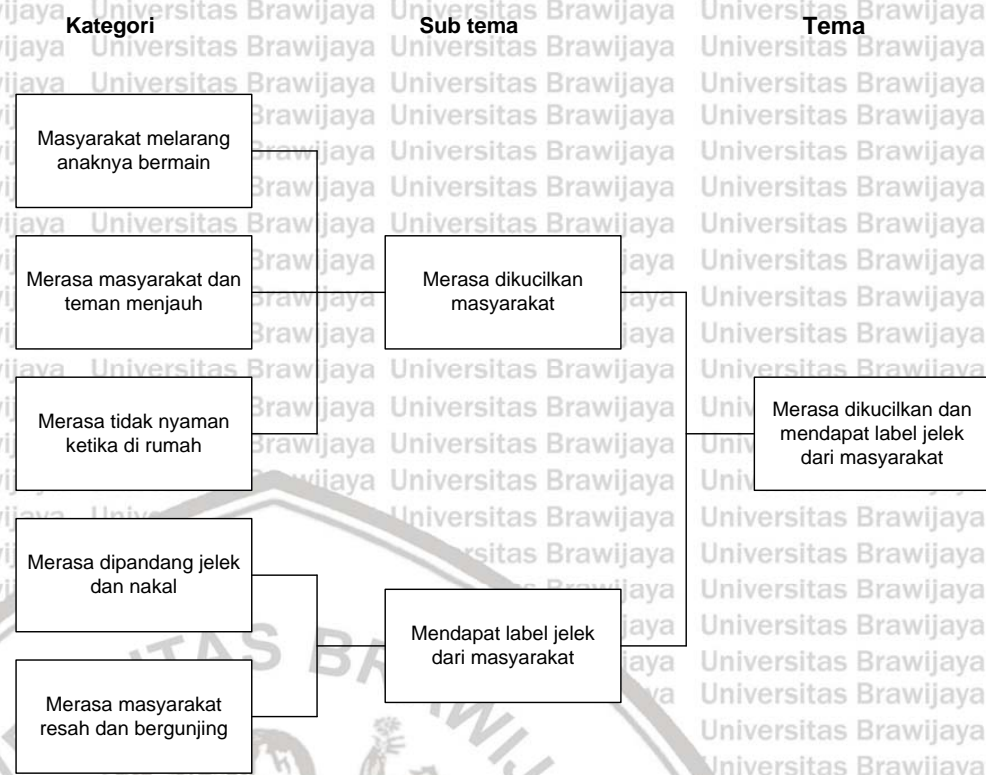 Kategori Sub tema Tema
Masyarakat melarang
anaknya bermain
Merasa masyarakat dan
teman menjauh
Merasa dikucilkan
masyarakat
Merasa tidak nyaman
ketika di rumah
Merasa dikucilkan dan
mendapat label jelek
dari masyarakat
Merasa dipandang jelek
dan nakal
Mendapat label jelek
dari masyarakat
Merasa masyarakat
resah dan bergunjing